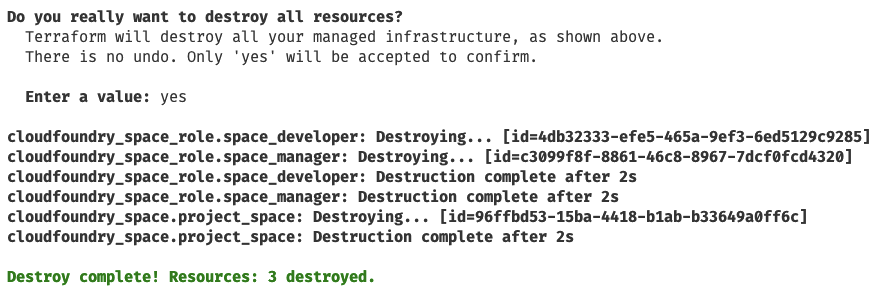 Do you really want to destroy all resources?
Terraform will destroy all your managed infrastructure, as shown above.
There is no undo. Only 'yes' will be accepted to confirm.
Enter a value: yes
cloudfoundry_space_role.space_developer: Destroying... [id=4db32333-efe5-465a-9ef3-6ed5129c9285]
cloudfoundry_space_role.space_manager: Destroying... [id=c3099f8f-8861-46c8-8967-7dcf0fcd4320]
cloudfoundry_space_role.space_developer: Destruction complete after 2s
cloudfoundry_space_role.space_manager: Destruction complete after 2s
cloudfoundry_space.project_space: Destroying... [id=96ffbd53-15ba-4418-b1ab-b33649a0ff6c]
cloudfoundry_space.project_space: Destruction complete after 2s
Destroy complete! Resources: 3 destroyed.